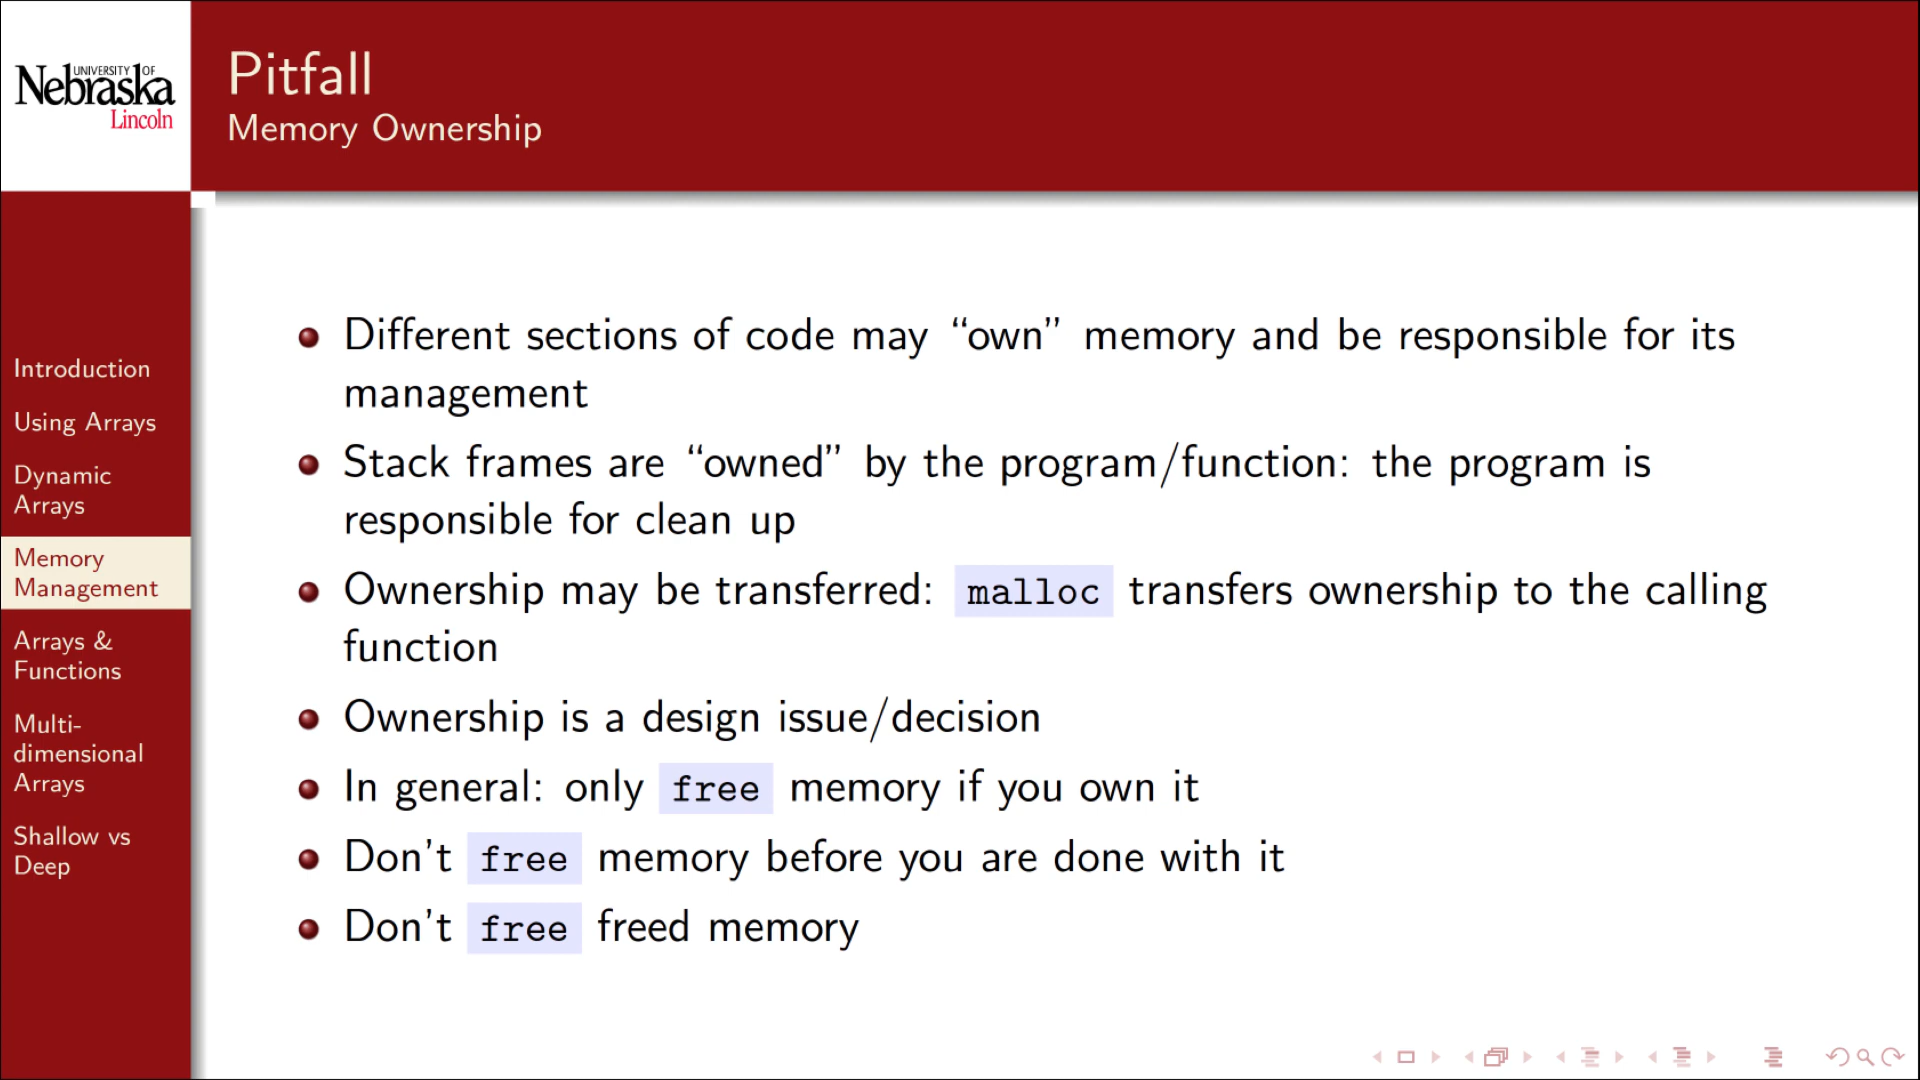 UNIVERSITY OF
Nebraska
Lincoln
Pitfall
Memory Ownership
Introduction
Using Arrays
Dynamic
Arrays
Memory
Management
Arrays &
Functions
Multi-
dimensional
Arrays
Shallow vs
Deep
Different sections of code may “own” memory and be responsible for its
management
Stack frames are “owned” by the program/function: the program is
responsible for clean up
Ownership may be transferred: malloc transfers ownership to the calling
function
Ownership is a design issue/decision
In general: only free memory if you own it
Don’t free memory before you are done with it
Don’t free freed memory